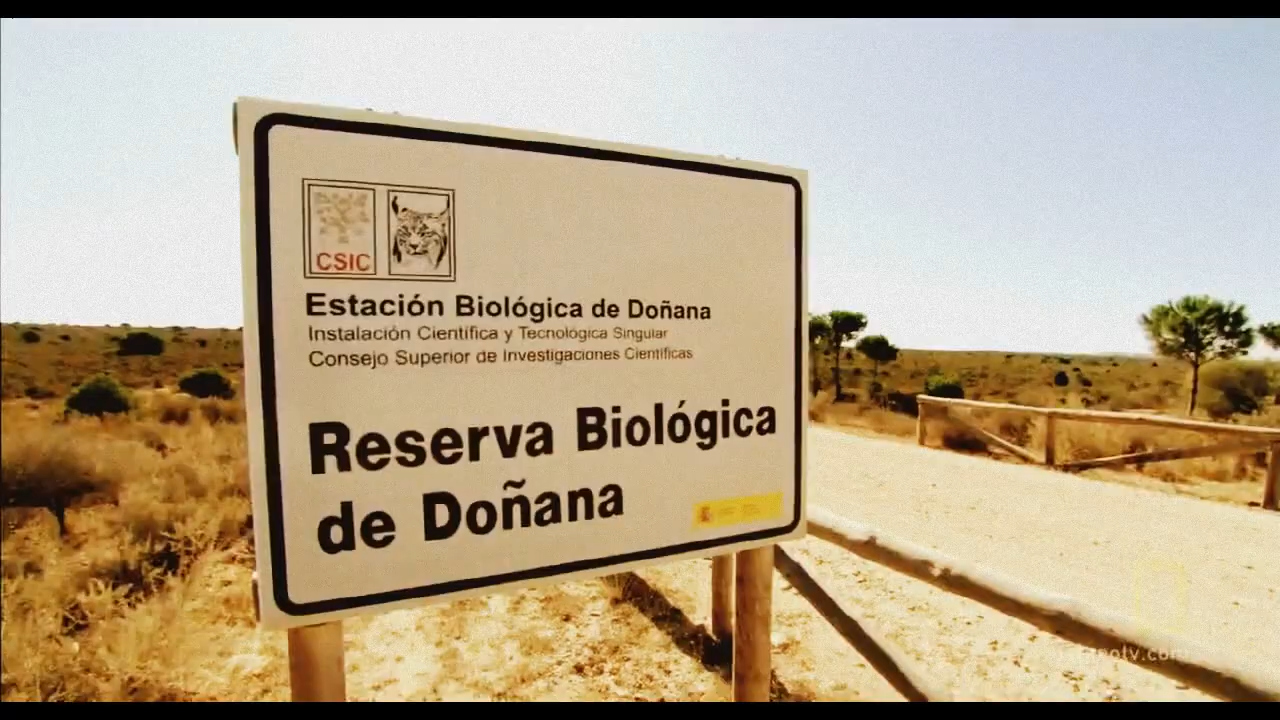 CSIC
Estación Biológica de Doñana
Instalación Científica y Tecnológica Singular
Consejo Superior de Investigaciones Científicas
Reserva Biológica
de Doñana